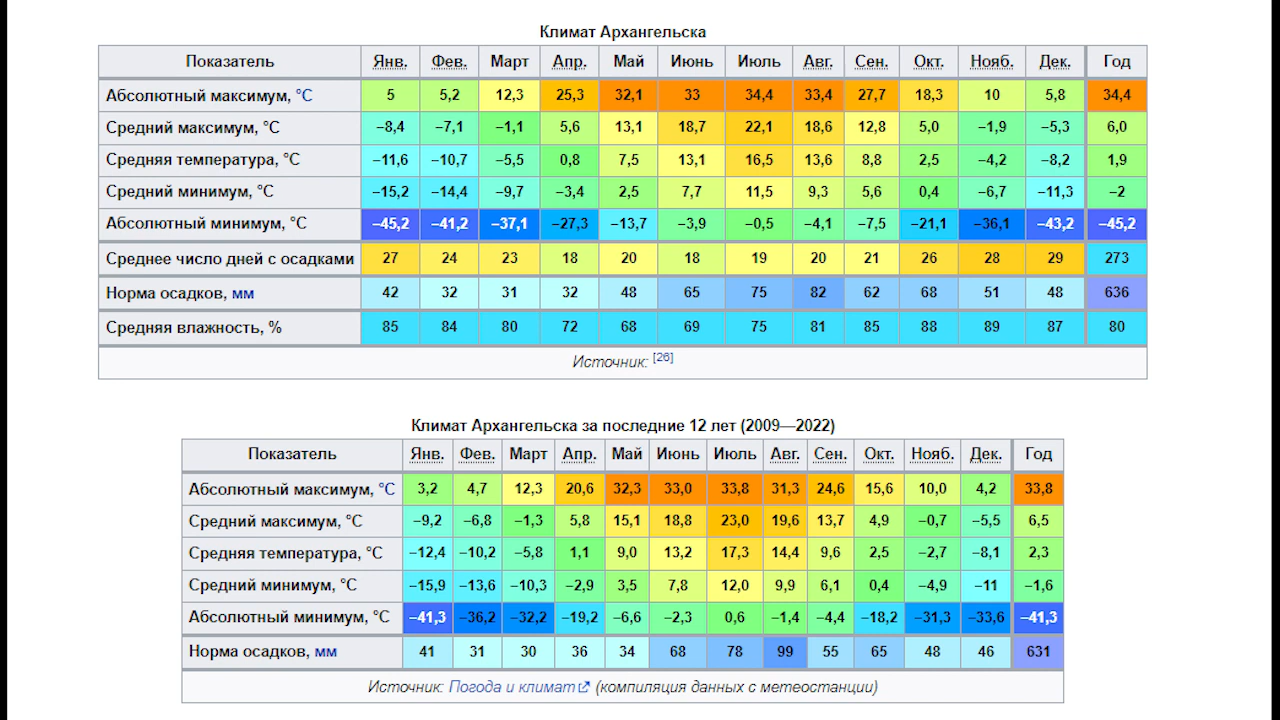 Климат Архангельска
Показатель Янв. Фев. Март Апр. Май Июнь Июль Авг. Сен. Окт. Нояб. Дек. Год
Абсолютный максимум, °C 5 5,2 12,3 25,3 32,1 33 34,4 33,4 27,7 18,3 10 5,8 34,4
Средний максимум, °C −8,4 −7,1 −1,1 5,6 13,1 18,7 22,1 18,6 12,8 5,0 −1,9 −5,3 6,0
Средняя температура, °C −11,6 −10,7 −5,5 0,8 7,5 13,1 16,5 13,6 8,8 2,5 −4,2 −8,2 1,9
Средний минимум, °C −15,2 −14,4 −9,7 −3,4 2,5 7,7 11,5 9,3 5,6 0,4 −6,7 −11,3 −2
Абсолютный минимум, °C −45,2 −41,2 −37,1 −27,3 −13,7 −3,9 −0,5 −4,1 −7,5 −21,1 −36,1 −43,2 −45,2
Среднее число дней с осадками 27 24 23 18 20 18 19 20 21 26 28 29 273
Норма осадков, мм 42 32 31 32 48 65 75 82 62 68 51 48 636
Средняя влажность, % 85 84 80 72 68 69 75 81 85 88 89 87 80
Источник: [26]
Климат Архангельска за последние 12 лет (2009—2022)
Показатель Янв. Фев. Март Апр. Май Июнь Июль Авг. Сен. Окт. Нояб. Дек. Год
Абсолютный максимум, °C 3,2 4,7 12,3 20,6 32,3 33,0 33,8 31,3 24,6 15,6 10,0 4,2 33,8
Средний максимум, °C −9,2 −6,8 −1,3 5,8 15,1 18,8 23,0 19,6 13,7 4,9 −0,7 −5,5 6,5
Средняя температура, °C −12,4 −10,2 −5,8 1,1 9,0 13,2 17,3 14,4 9,6 2,5 −2,7 −8,1 2,3
Средний минимум, °C −15,9 −13,6 −10,3 −2,9 3,5 7,8 12,0 9,9 6,1 0,4 −4,9 −11 −1,6
Абсолютный минимум, °C −41,3 −36,2 −32,2 −19,2 −6,6 −2,3 0,6 −1,4 −4,4 −18,2 −31,3 −33,6 −41,3
Норма осадков, мм 41 31 30 36 34 68 78 99 55 65 48 46 631
Источник: Погода и климат (компиляция данных с метеостанции)